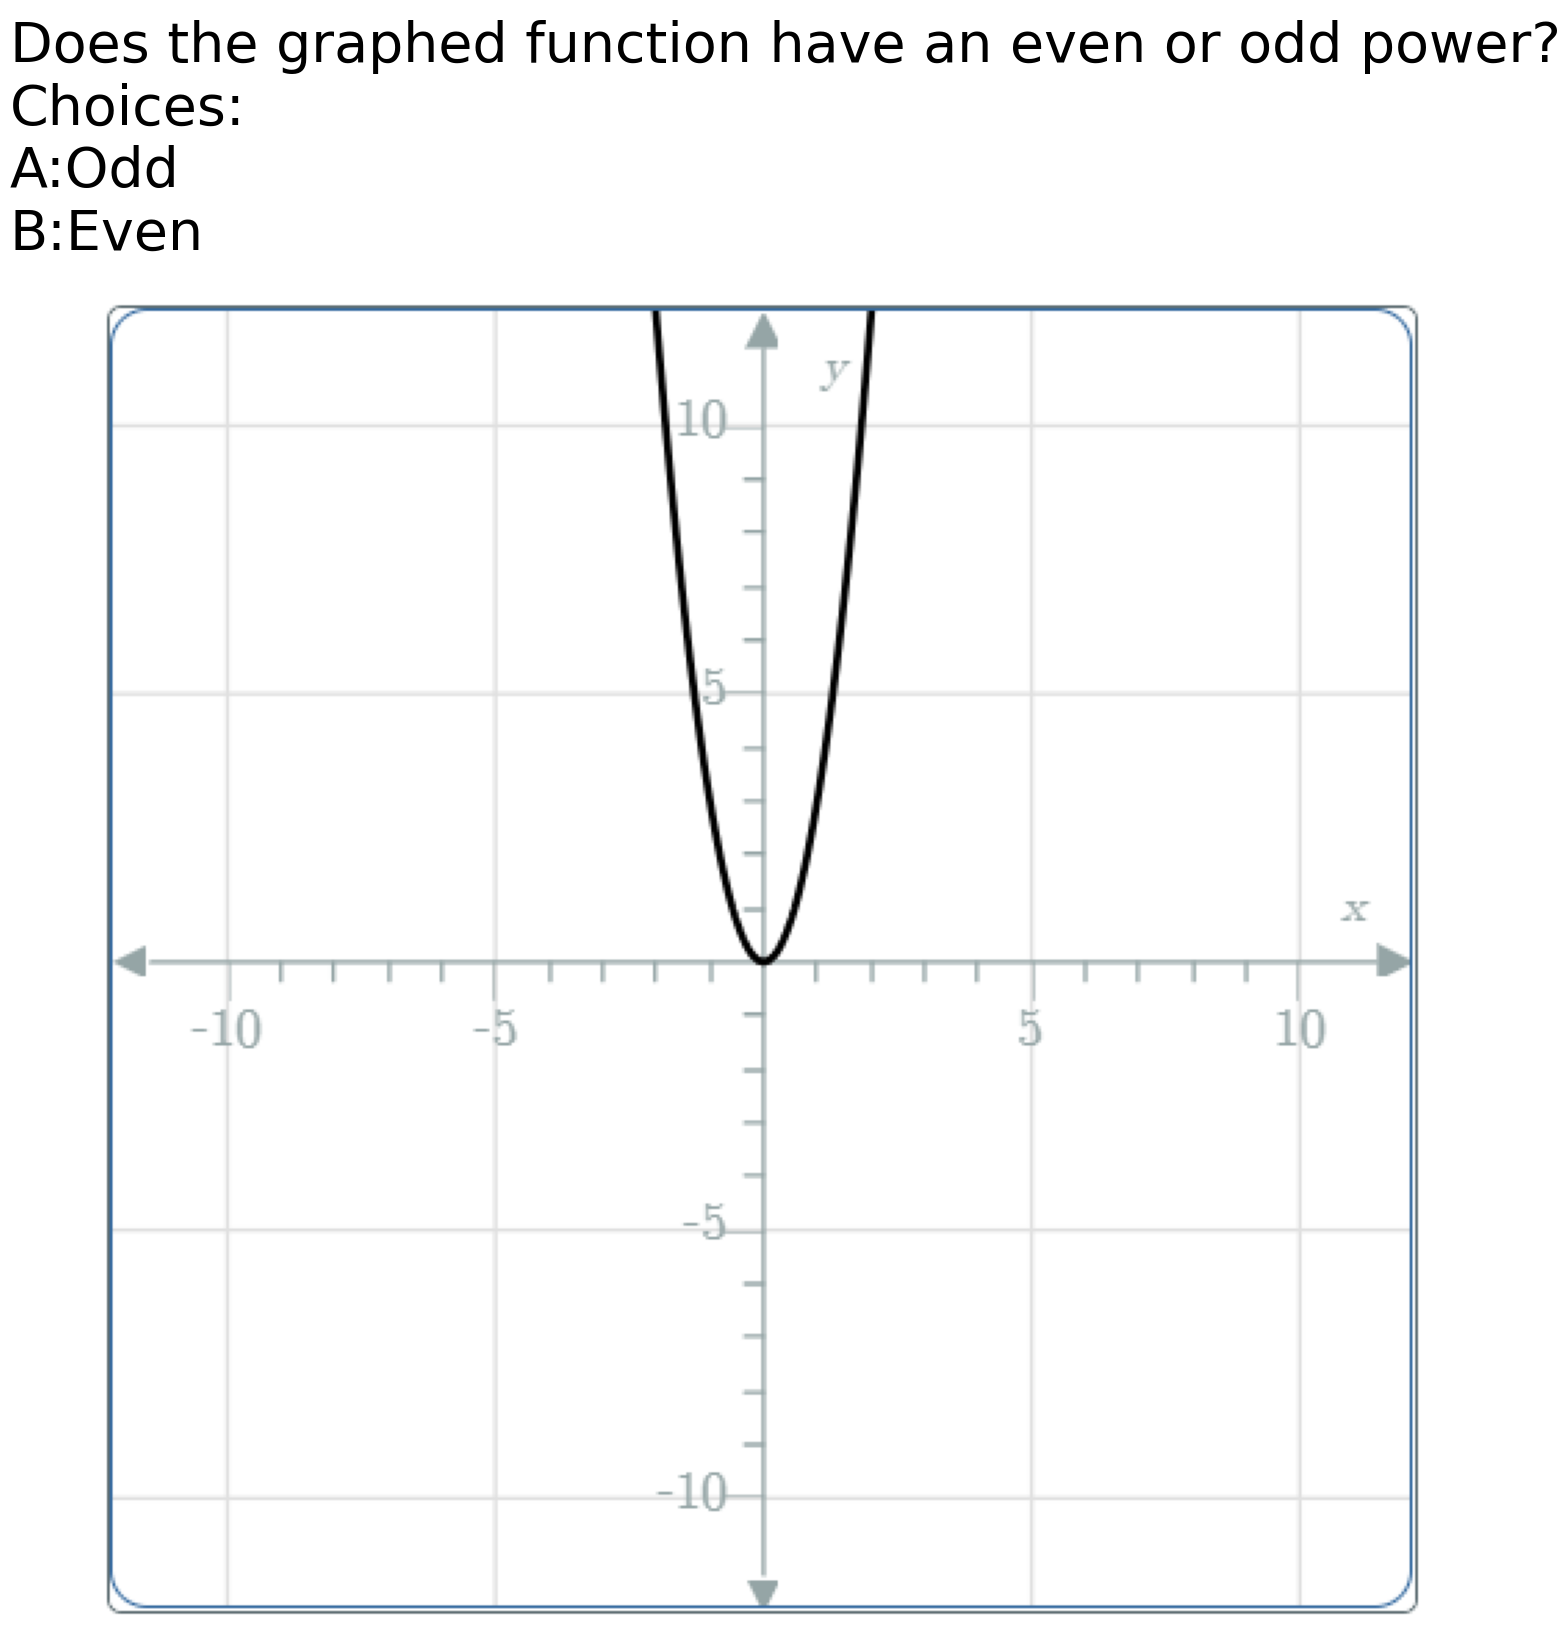 Does the graphed function have an even or odd power?
Choices:
A:Odd
B:Even
y
10
5
x
-10 -5 5 10
-5
-10